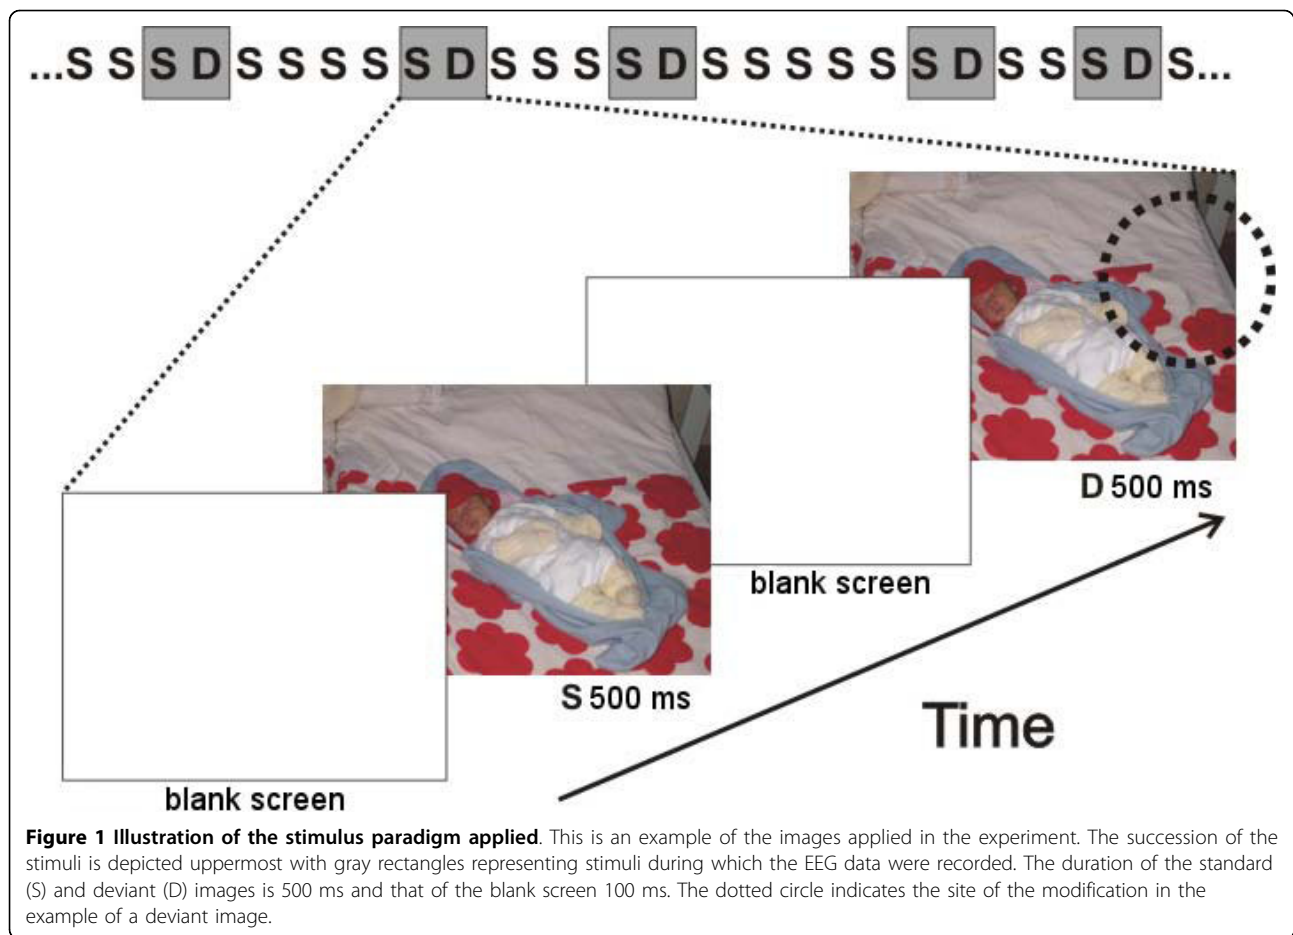 ...S S S D S S S S S D S S S S D S S S S S S D S S S D S...
D 500 ms
blank screen
S 500 ms
Time
blank screen
Figure 1 Illustration of the stimulus paradigm applied. This is an example of the images applied in the experiment. The succession of the
stimuli is depicted uppermost with gray rectangles representing stimuli during which the EEG data were recorded. The duration of the standard
(S) and deviant (D) images is 500 ms and that of the blank screen 100 ms. The dotted circle indicates the site of the modification in the
example of a deviant image.